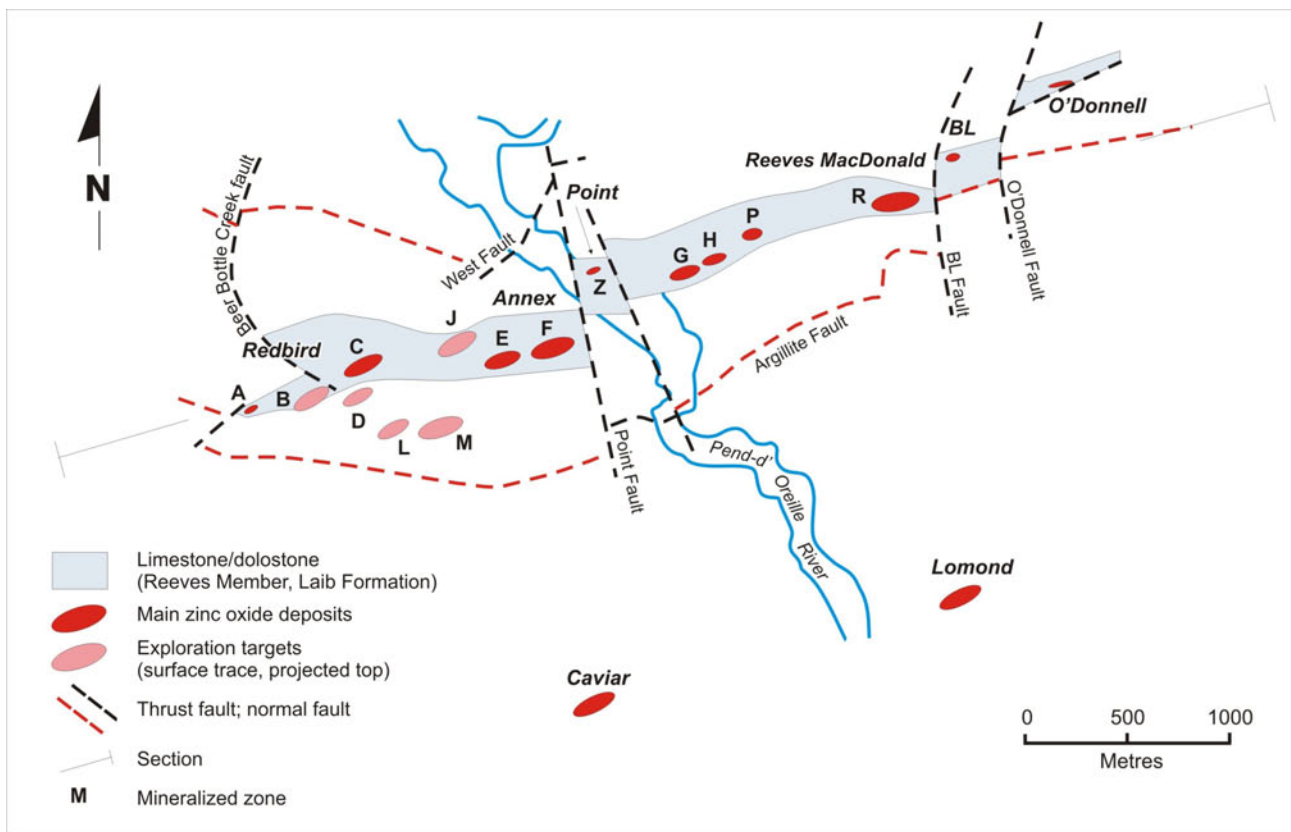 O'Donnell
BL
Reeves MacDonald
N
Beer Bottle Creek fault
Point
West Fault
R
P
H
G
Z
O'Donnell Fault
BL Fault
Annex
J
E
F
Redbird
C
Argillite Fault
A
B
D
L
M
Point Fault
Pend-d'
Oreille
River
Limestone/dolostone
(Reeves Member, Laib Formation)
Main zinc oxide deposits
Exploration targets
(surface trace, projected top)
Thrust fault; normal fault
Section
M
Mineralized zone
Lomond
Caviar
0 500 1000
Metres